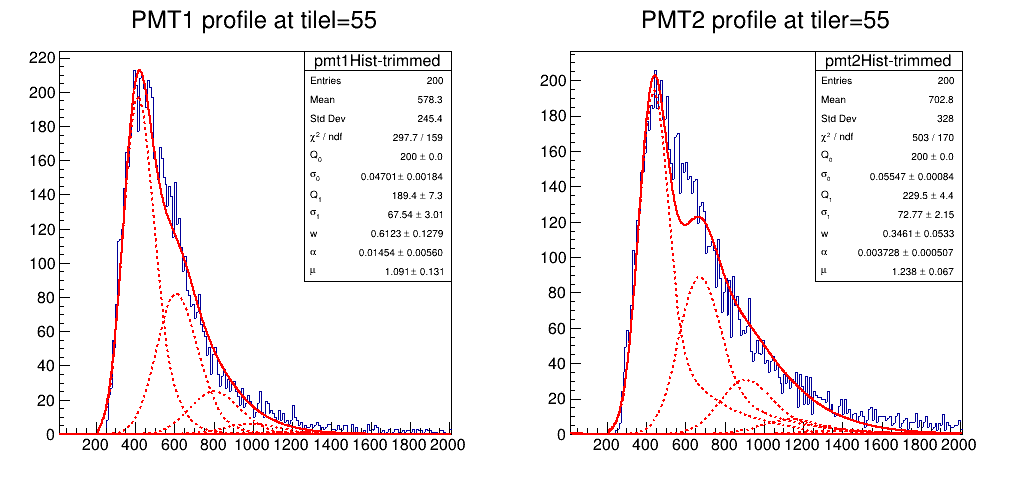 PMT1 profile at tilel=55
pmt1Hist-trimmed
Entries 200
Mean 578.3
Std Dev 245.4
χ² / ndf 297.7 / 159
Q₀ 200 ± 0.0
σ₀ 0.04701 ± 0.00184
Q₁ 189.4 ± 7.3
σ₁ 67.54 ± 3.01
w 0.6123 ± 0.1279
α 0.01454 ± 0.00560
μ 1.091 ± 0.131
220
200
180
160
140
120
100
80
60
40
20
0
200 400 600 800 1000 1200 1400 1600 1800 2000
PMT2 profile at tiler=55
pmt2Hist-trimmed
Entries 200
Mean 702.8
Std Dev 328
χ² / ndf 503 / 170
Q₀ 200 ± 0.0
σ₀ 0.05547 ± 0.00084
Q₁ 229.5 ± 4.4
σ₁ 72.77 ± 2.15
w 0.3461 ± 0.0533
α 0.003728 ± 0.000507
μ 1.238 ± 0.067
200
180
160
140
120
100
80
60
40
20
0
200 400 600 800 1000 1200 1400 1600 1800 2000